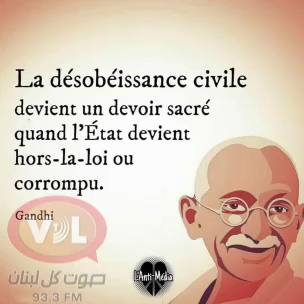 La désobéissance civile
devient un devoir sacré
quand l'État devient
hors-la-loi ou
corrompu.
Gandhi
VDL
صوت كل لبنان
93.3 FM
L'Anti-Média